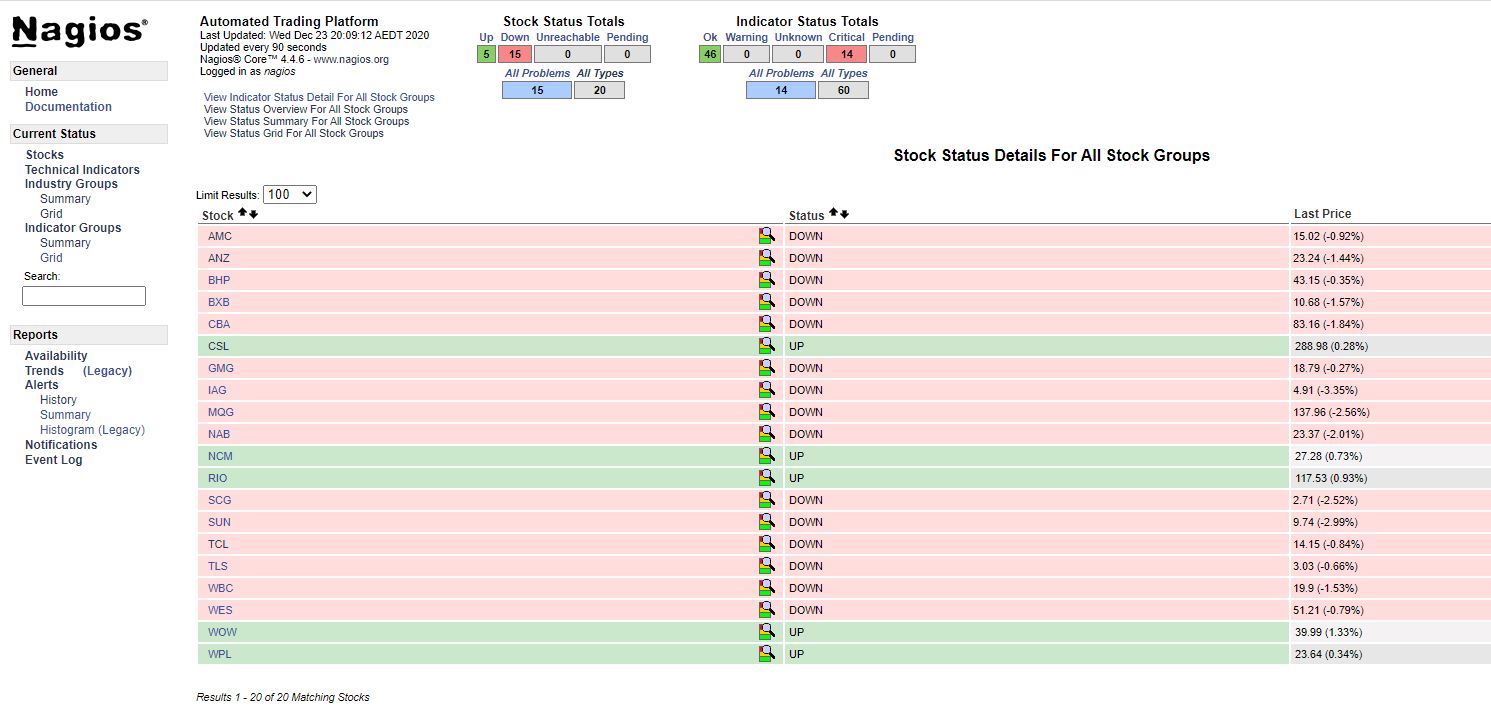 Nagios®
General
Home
Documentation
Current Status
Stocks
Technical Indicators
Industry Groups
Summary
Grid
Indicator Groups
Summary
Grid
Search:
Reports
Availability
Trends (Legacy)
Alerts
History
Summary
Histogram (Legacy)
Notifications
Event Log
Automated Trading Platform
Last Updated: Wed Dec 23 20:09:12 AEDT 2020
Updated every 90 seconds
Nagios® Core™ 4.4.6 - www.nagios.org
Logged in as nagios
View Indicator Status Detail For All Stock Groups
View Status Overview For All Stock Groups
View Status Summary For All Stock Groups
View Status Grid For All Stock Groups
Stock Status Totals
Up Down Unreachable Pending
5 15 0 0
All Problems All Types
15 20
Indicator Status Totals
Ok Warning Unknown Critical Pending
46 0 0 14 0
All Problems All Types
14 60
Stock Status Details For All Stock Groups
Limit Results: 100
Stock Status Last Price
AMC DOWN 15.02 (-0.92%)
ANZ DOWN 23.24 (-1.44%)
BHP DOWN 43.15 (-0.35%)
BXB DOWN 10.68 (-1.57%)
CBA DOWN 83.16 (-1.84%)
CSL UP 288.98 (0.28%)
GMG DOWN 18.79 (-0.27%)
IAG DOWN 4.91 (-3.35%)
MQG DOWN 137.96 (-2.56%)
NAB DOWN 23.37 (-2.01%)
NCM UP 27.28 (0.73%)
RIO UP 117.53 (0.93%)
SCG DOWN 2.71 (-2.52%)
SUN DOWN 9.74 (-2.99%)
TCL DOWN 14.15 (-0.84%)
TLS DOWN 3.03 (-0.66%)
WBC DOWN 19.9 (-1.53%)
WES DOWN 51.21 (-0.79%)
WOW UP 39.99 (1.33%)
WPL UP 23.64 (0.34%)
Results 1 - 20 of 20 Matching Stocks